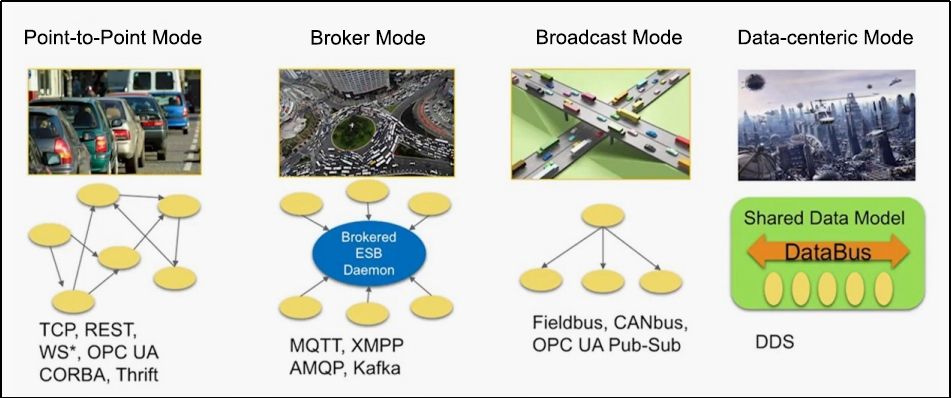 Point-to-Point Mode
Broker Mode
Broadcast Mode
Data-centric Mode
Brokered
ESB
Daemon
Shared Data Model
DataBus
TCP, REST,
WS*, OPC UA
CORBA, Thrift
MQTT, XMPP
AMQP, Kafka
Fieldbus, CANbus,
OPC UA Pub-Sub
DDS